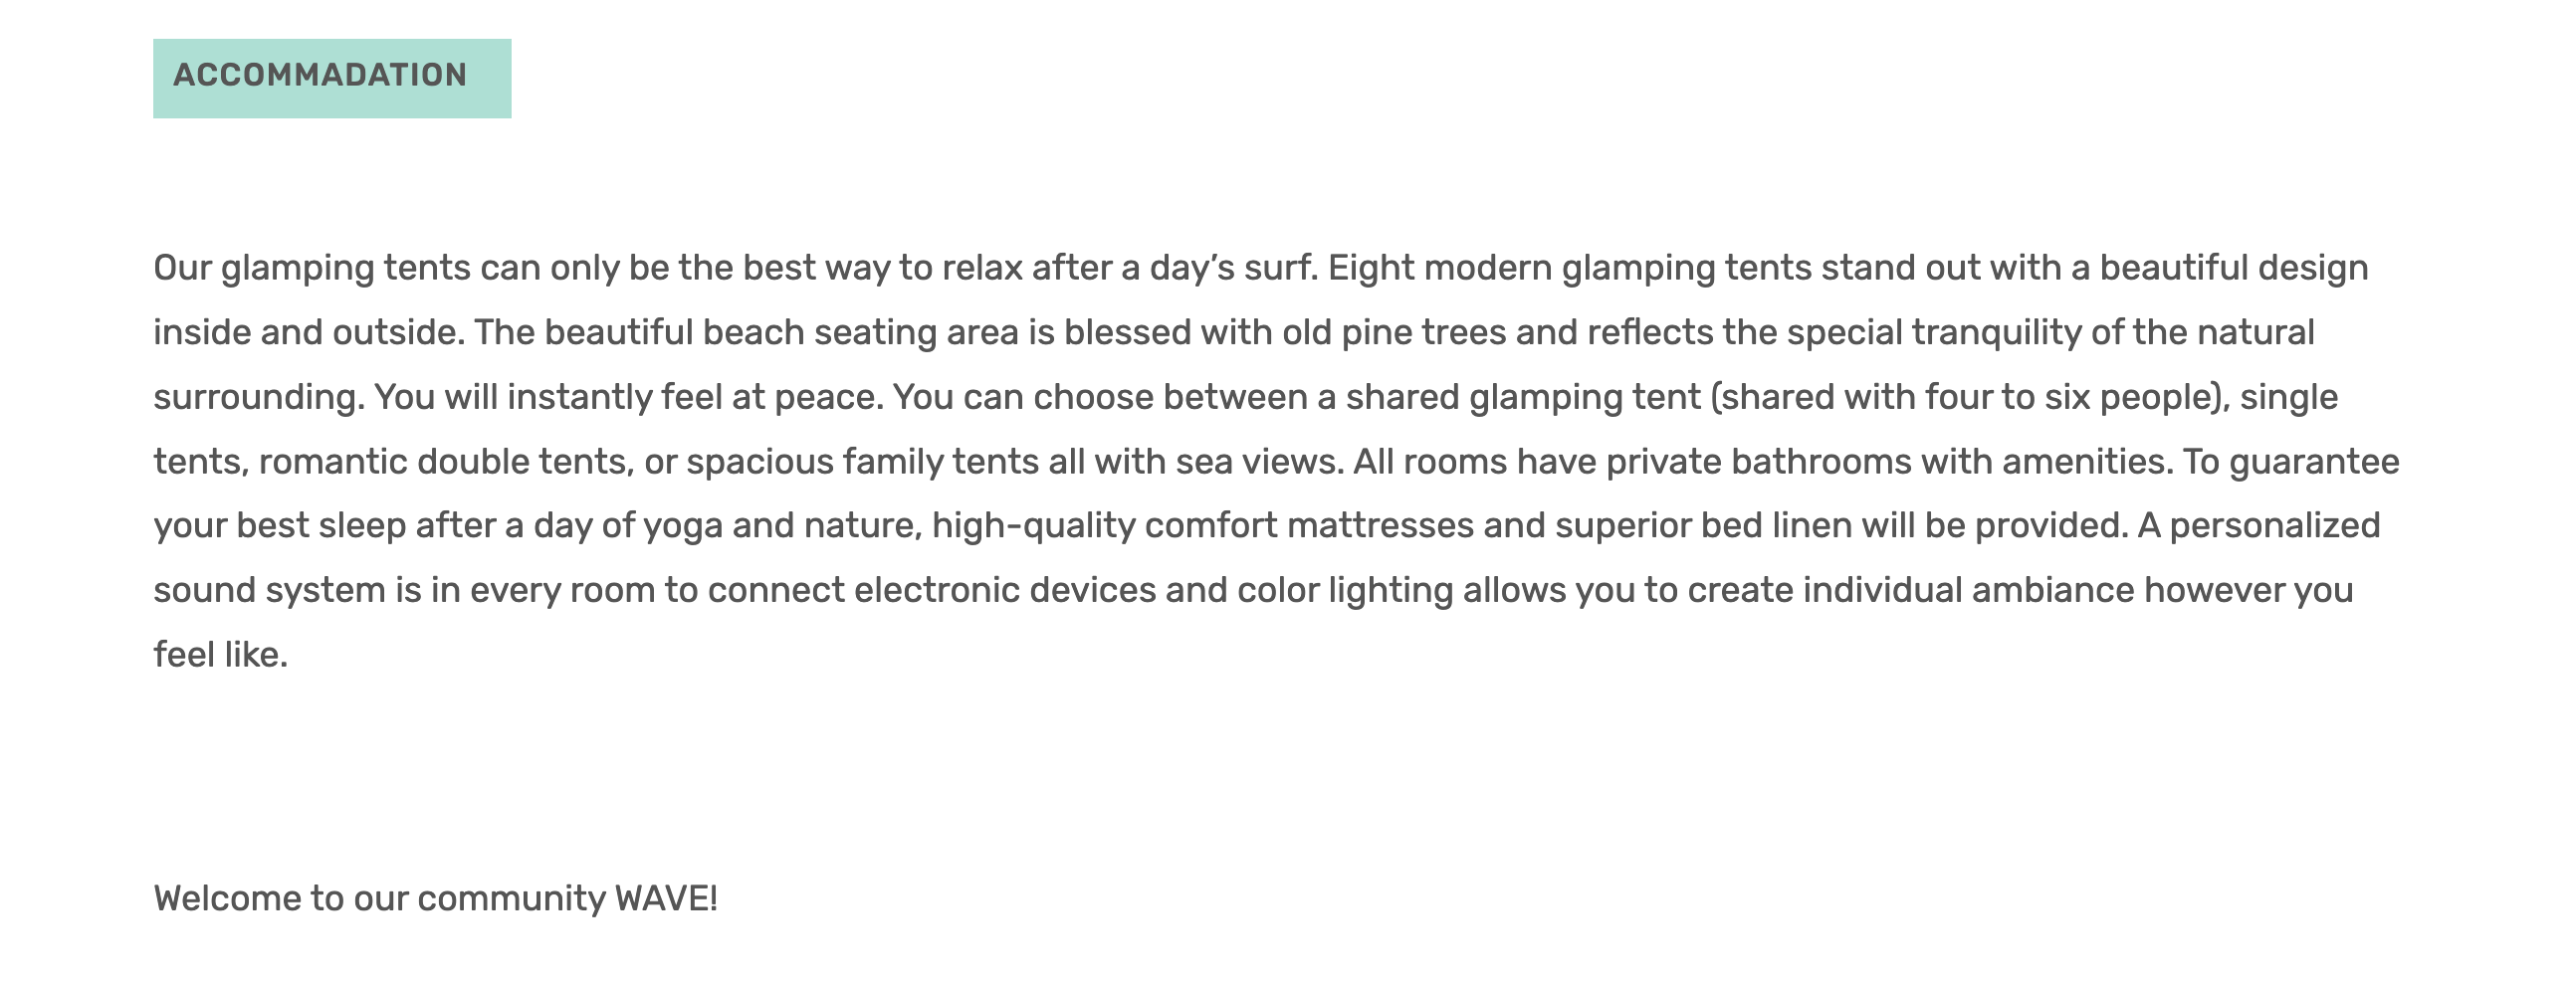 ACCOMMADATION
Our glamping tents can only be the best way to relax after a day’s surf. Eight modern glamping tents stand out with a beautiful design
inside and outside. The beautiful beach seating area is blessed with old pine trees and reflects the special tranquility of the natural
surrounding. You will instantly feel at peace. You can choose between a shared glamping tent (shared with four to six people), single
tents, romantic double tents, or spacious family tents all with sea views. All rooms have private bathrooms with amenities. To guarantee
your best sleep after a day of yoga and nature, high-quality comfort mattresses and superior bed linen will be provided. A personalized
sound system is in every room to connect electronic devices and color lighting allows you to create individual ambiance however you
feel like.
Welcome to our community WAVE!